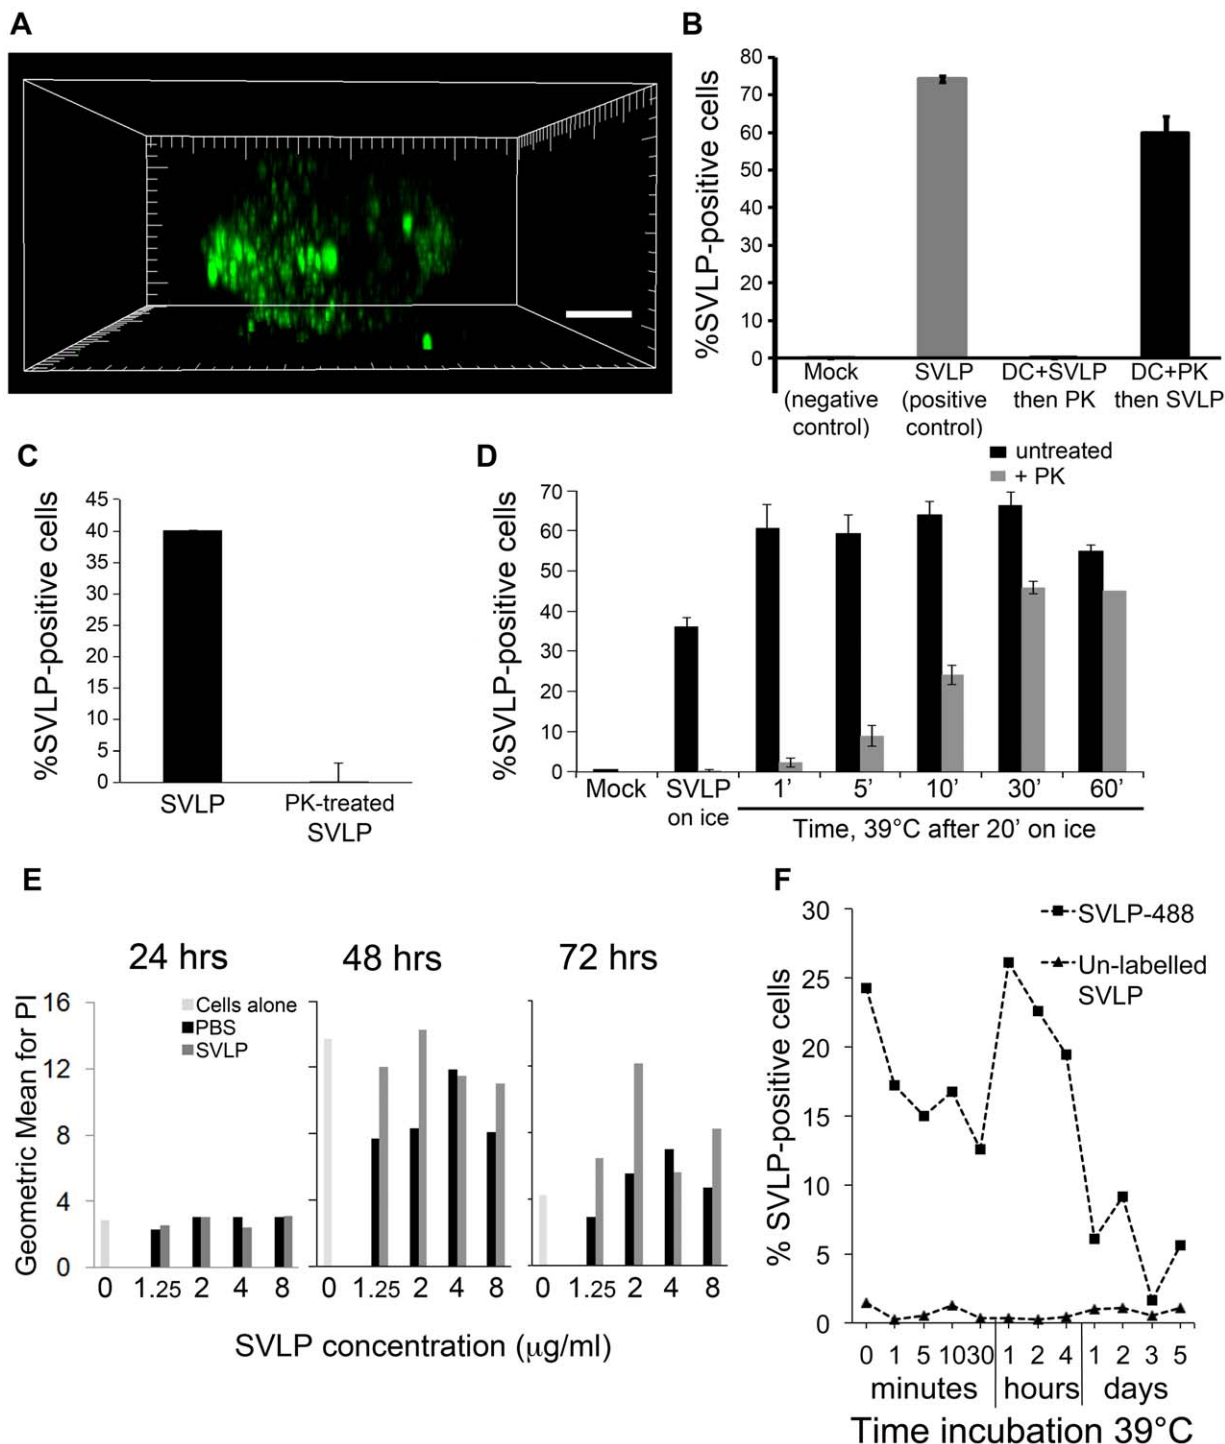 A
B
%SVLP-positive cells
80
70
60
50
40
30
20
10
0
Mock
(negative
control)
SVLP
(positive
control)
DC+SVLP
then PK
DC+PK
then SVLP
C
%SVLP-positive cells
45
40
35
30
25
20
15
10
5
0
SVLP
PK-treated
SVLP
D
untreated
+ PK
%SVLP-positive cells
70
60
50
40
30
20
10
0
Mock
SVLP
on ice
1’ 5’ 10’ 30’ 60’
Time, 39°C after 20’ on ice
E
24 hrs
48 hrs
72 hrs
Geometric Mean for PI
16
12
8
4
0
Cells alone
PBS
SVLP
0 1.25 2 4 8
0 1.25 2 4 8
0 1.25 2 4 8
SVLP concentration (µg/ml)
F
SVLP-488
Un-labelled
SVLP
% SVLP-positive cells
30
25
20
15
10
5
0
0 1 5 1030 1 2 4 1 2 3 5
minutes hours days
Time incubation 39°C